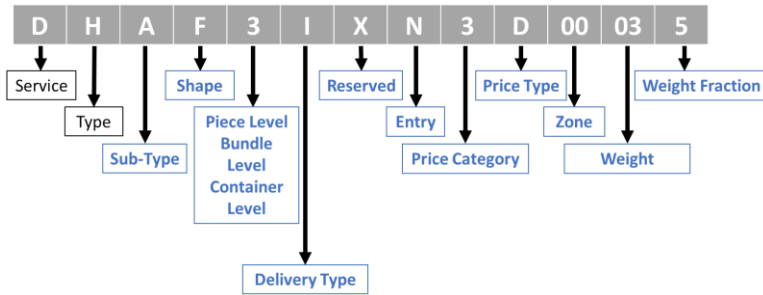 D H A F 3 I X N 3 D 00 03 5
Service Shape Reserved Price Type Weight Fraction
Type Piece Level Entry Zone
Bundle
Sub-Type Level Price Category Weight
Container
Level
Delivery Type